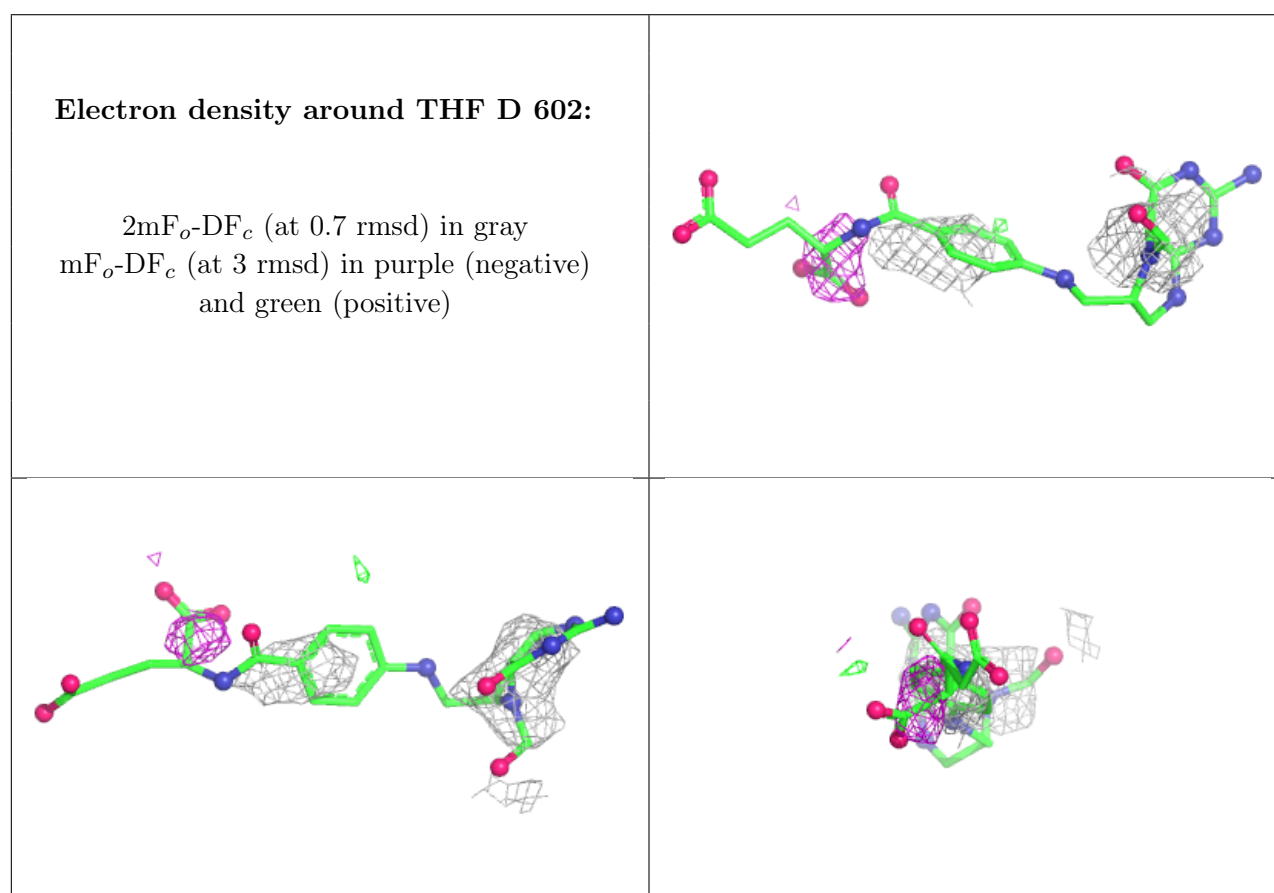 Electron density around THF D 602:
2mFo-DFc (at 0.7 rmsd) in gray
mFo-DFc (at 3 rmsd) in purple (negative)
and green (positive)